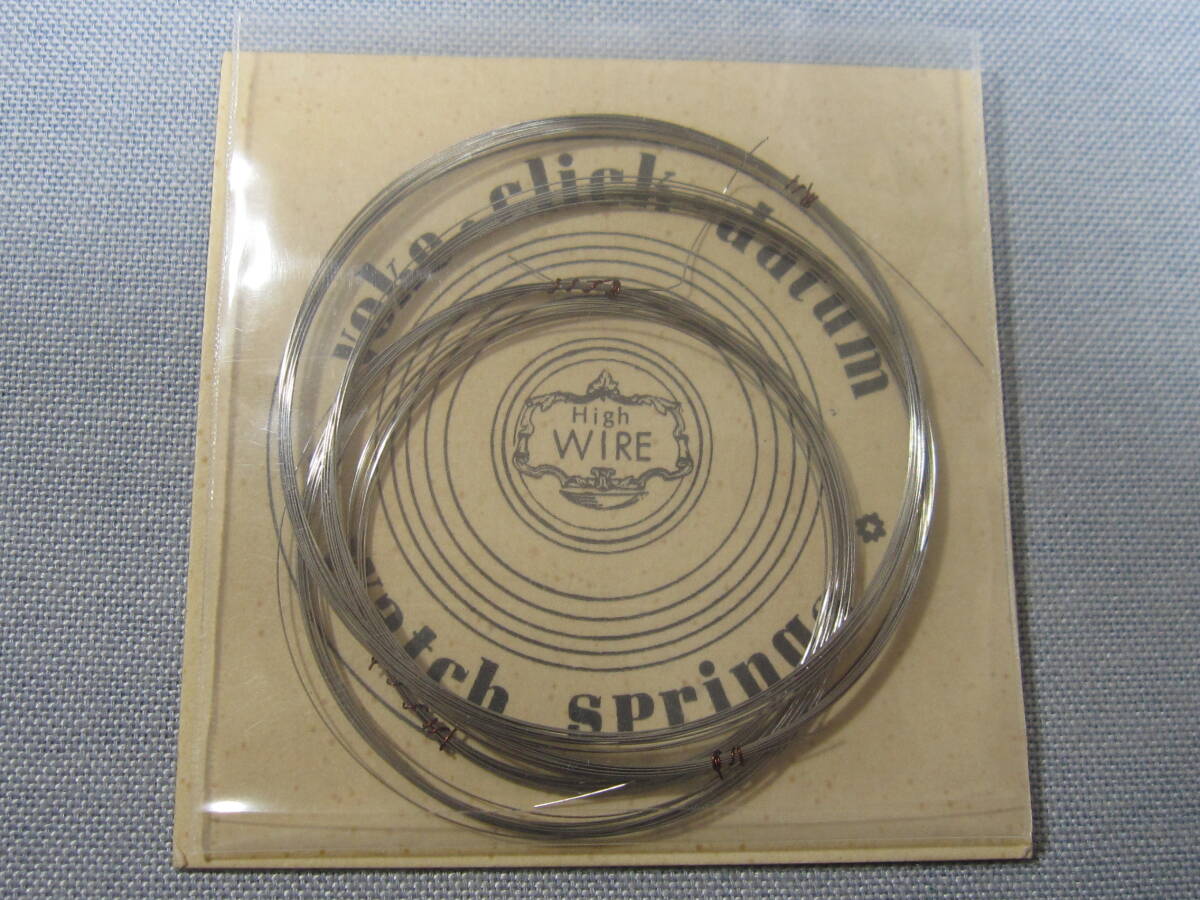 yoke-click datum
High
WIRE
watch springs